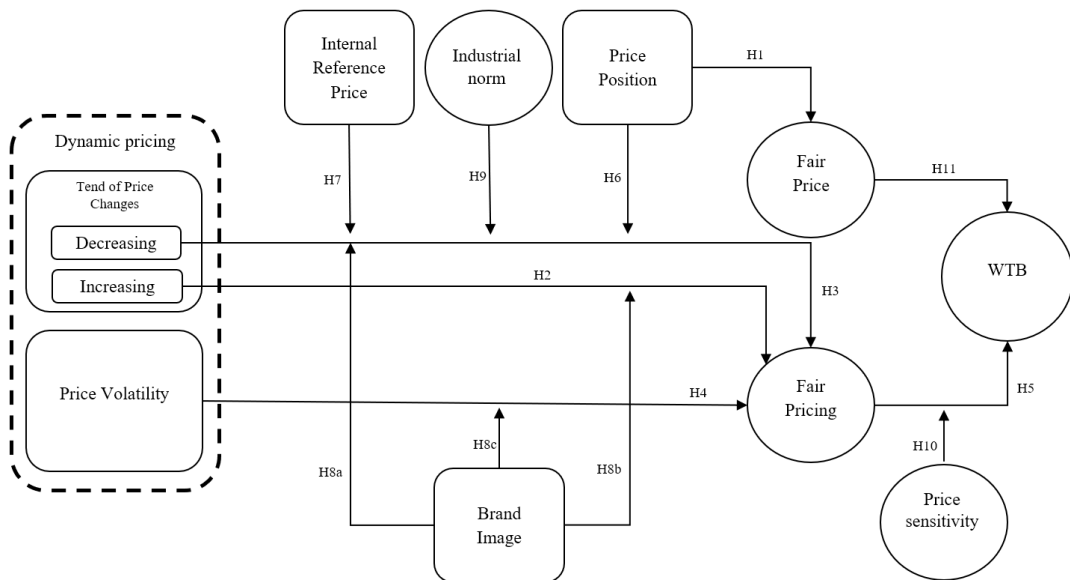 Internal
Reference
Price
Industrial
norm
Price
Position
H1
Dynamic pricing
Tend of Price
Changes
Decreasing
Increasing
H7
H9
H6
Fair
Price
H11
WTB
H2
H3
Price Volatility
H4
Fair
Pricing
H5
H8a
H8c
H8b
H10
Brand
Image
Price
sensitivity